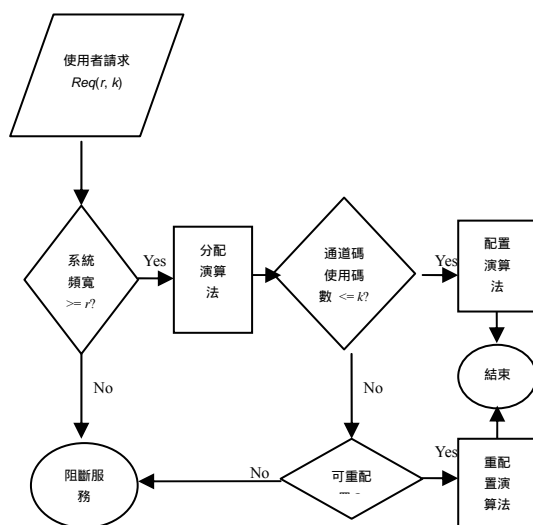 使用者請求
Req(r, k)
系統
頻寬
>= r?
Yes
分配
演算
法
通道碼
使用碼
數 <= k?
Yes
配置
演算
法
結束
No
No
阻斷服
務
No
可重配
Yes
重配
置演
算法